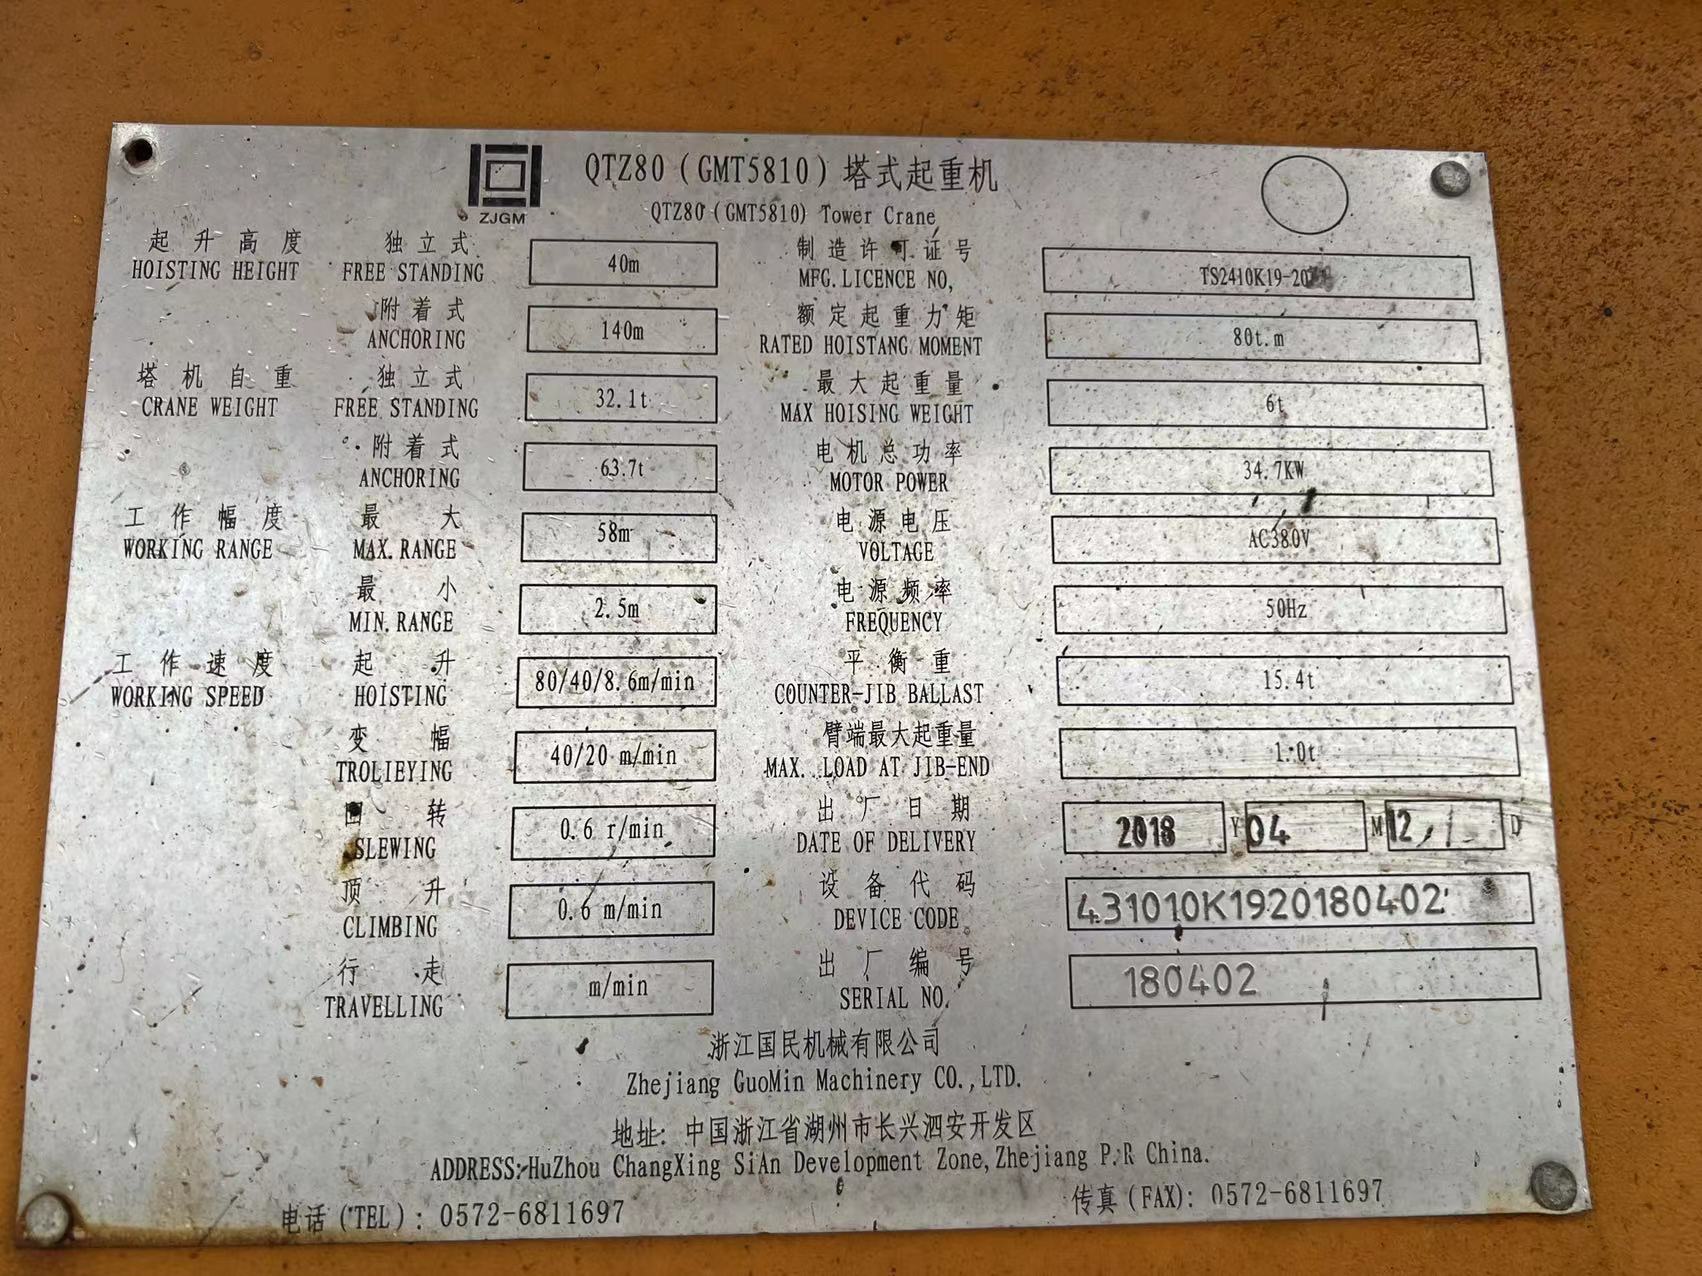 ZJGM
QTZ80 (GMT5810) 塔式起重机
QTZ80 (GMT5810) Tower Crane
起升高度 独立式 40m
HOISTING HEIGHT FREE STANDING
附着式 140m
ANCHORING
塔机自重 独立式 32.1t
CRANE WEIGHT FREE STANDING
附着式 63.7t
ANCHORING
工作幅度 最大 58m
WORKING RANGE MAX.RANGE
最小 2.5m
MIN.RANGE
工作速度 起升 80/40/8.6m/min
WORKING SPEED HOISTING
变幅 40/20 m/min
TROLIEYING
回转 0.6 r/min
SLEWING
顶升 0.6 m/min
CLIMBING
行走 m/min
TRAVELLING
制造许可证号
MFG.LICENCE NO,
额定起重力矩 80t.m
RATED HOISTANG MOMENT
最大起重量 6t
MAX HOISING WEIGHT
电机总功率 34.7KW
MOTOR POWER
电源电压 AC380V
VOLTAGE
电源频率 50Hz
FREQUENCY
平衡重 15.4t
COUNTER-JIB BALLAST
臂端最大起重量 1.0t
MAX. LOAD AT JIB-END
出厂日期 2018 Y 04 M 12 D
DATE OF DELIVERY
设备代码 431010K1920180402
DEVICE CODE
出厂编号 180402
SERIAL NO.
浙江国民机械有限公司
Zhejiang GuoMin Machinery CO.,LTD.
地址: 中国浙江省湖州市长兴泗安开发区
ADDRESS:HuZhou ChangXing SiAn Development Zone,Zhejiang P.R China.
电话 (TEL): 0572-6811697 传真 (FAX): 0572-6811697